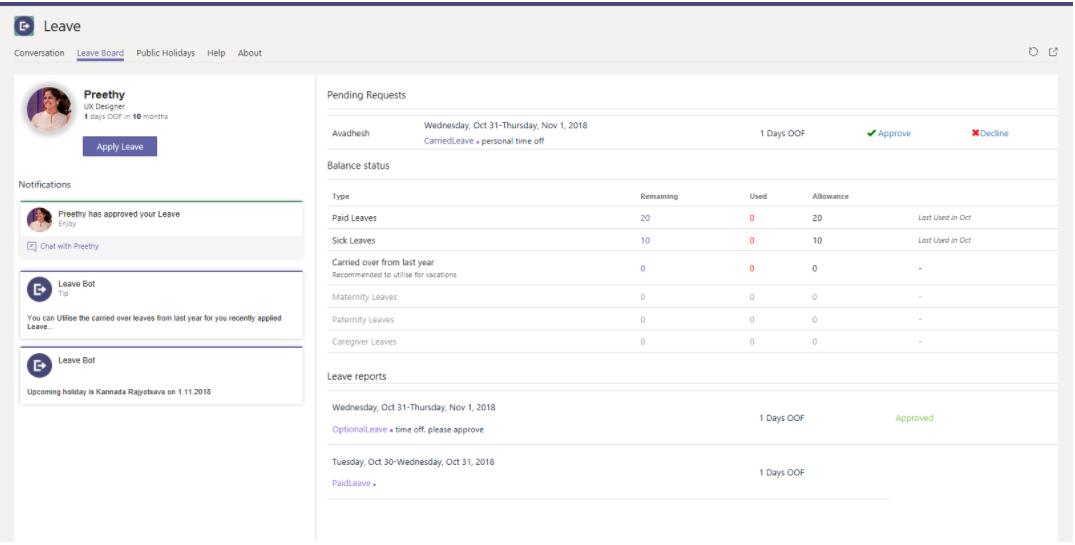 Leave
Conversation Leave Board Public Holidays Help About
Preethy
UX Designer
1 days OOF in 10 months
Apply Leave
Notifications
Preethy has approved your Leave
Enjoy
Chat with Preethy
Leave Bot
Tip
You can Utilise the carried over leaves from last year for you recently applied
Leave...
Leave Bot
Upcoming holiday is Kannada Rajyotsava on 1.11.2018
Pending Requests
Avadhesh Wednesday, Oct 31-Thursday, Nov 1, 2018 1 Days OOF Approve Decline
CarriedLeave • personal time off
Balance status
Type Remaining Used Allowance
Paid Leaves 20 0 20 Last Used in Oct
Sick Leaves 10 0 10 Last Used in Oct
Carried over from last year 0 0 0 -
Recommended to utilise for vacations
Maternity Leaves 0 0 0 -
Paternity Leaves 0 0 0 -
Caregiver Leaves 0 0 0 -
Leave reports
Wednesday, Oct 31-Thursday, Nov 1, 2018 1 Days OOF Approved
OptionalLeave • time off. please approve
Tuesday, Oct 30-Wednesday, Oct 31, 2018 1 Days OOF
PaidLeave •